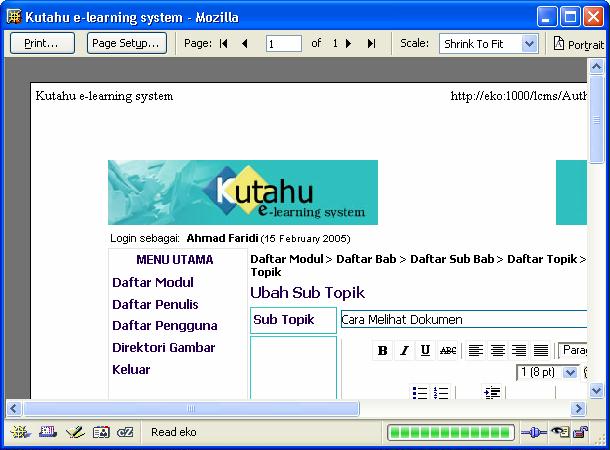 Kutahu e-learning system - Mozilla
Print... Page Setup... Page: 1 of 1 Scale: Shrink To Fit Portrait
Kutahu e-learning system http://eko:1000/lcms/Auth
Kutahu
e-learning system
Login sebagai: Ahmad Faridi (15 February 2005)
MENU UTAMA
Daftar Modul
Daftar Penulis
Daftar Pengguna
Direktori Gambar
Keluar
Daftar Modul > Daftar Bab > Daftar Sub Bab > Daftar Topik >
Topik
Ubah Sub Topik
Sub Topik Cara Melihat Dokumen
B I U ABC Parag
1 (8 pt)
Read eko